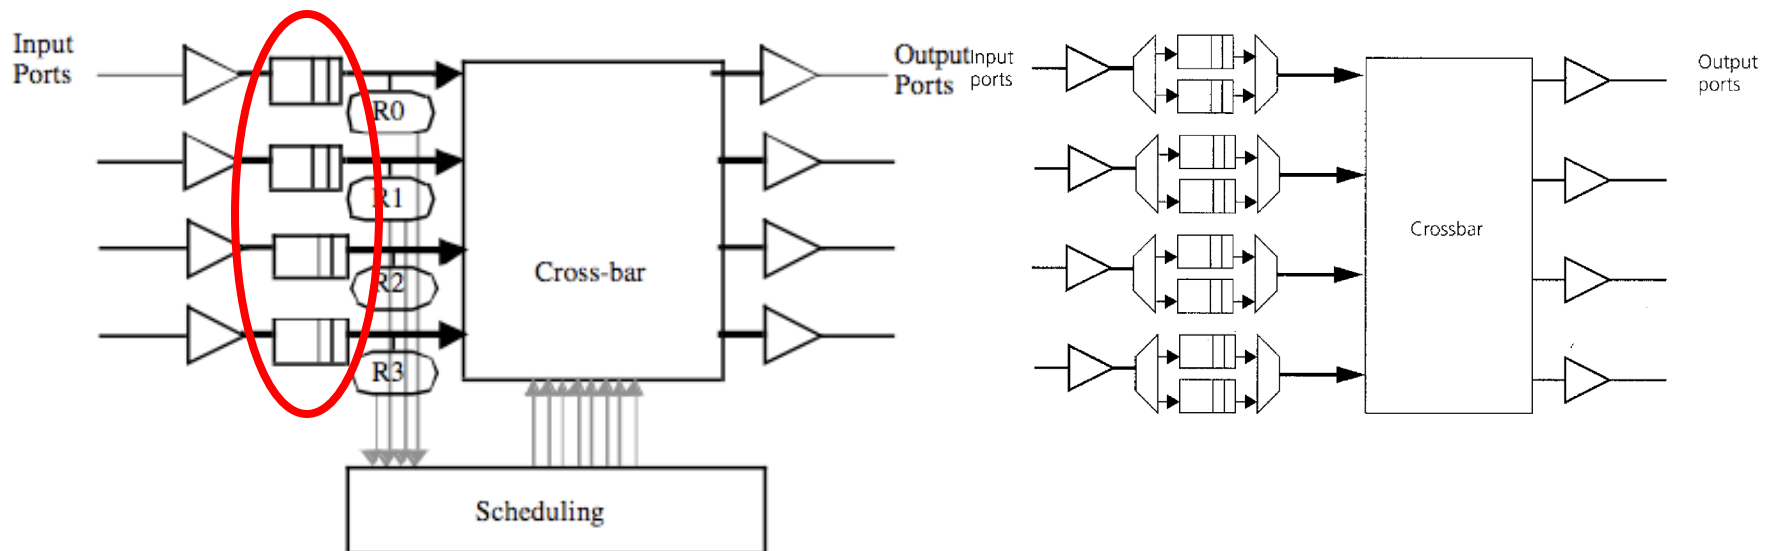 Input
Ports
R0
R1
R2
R3
Cross-bar
Scheduling
Output
Ports
Input
ports
Crossbar
Output
ports